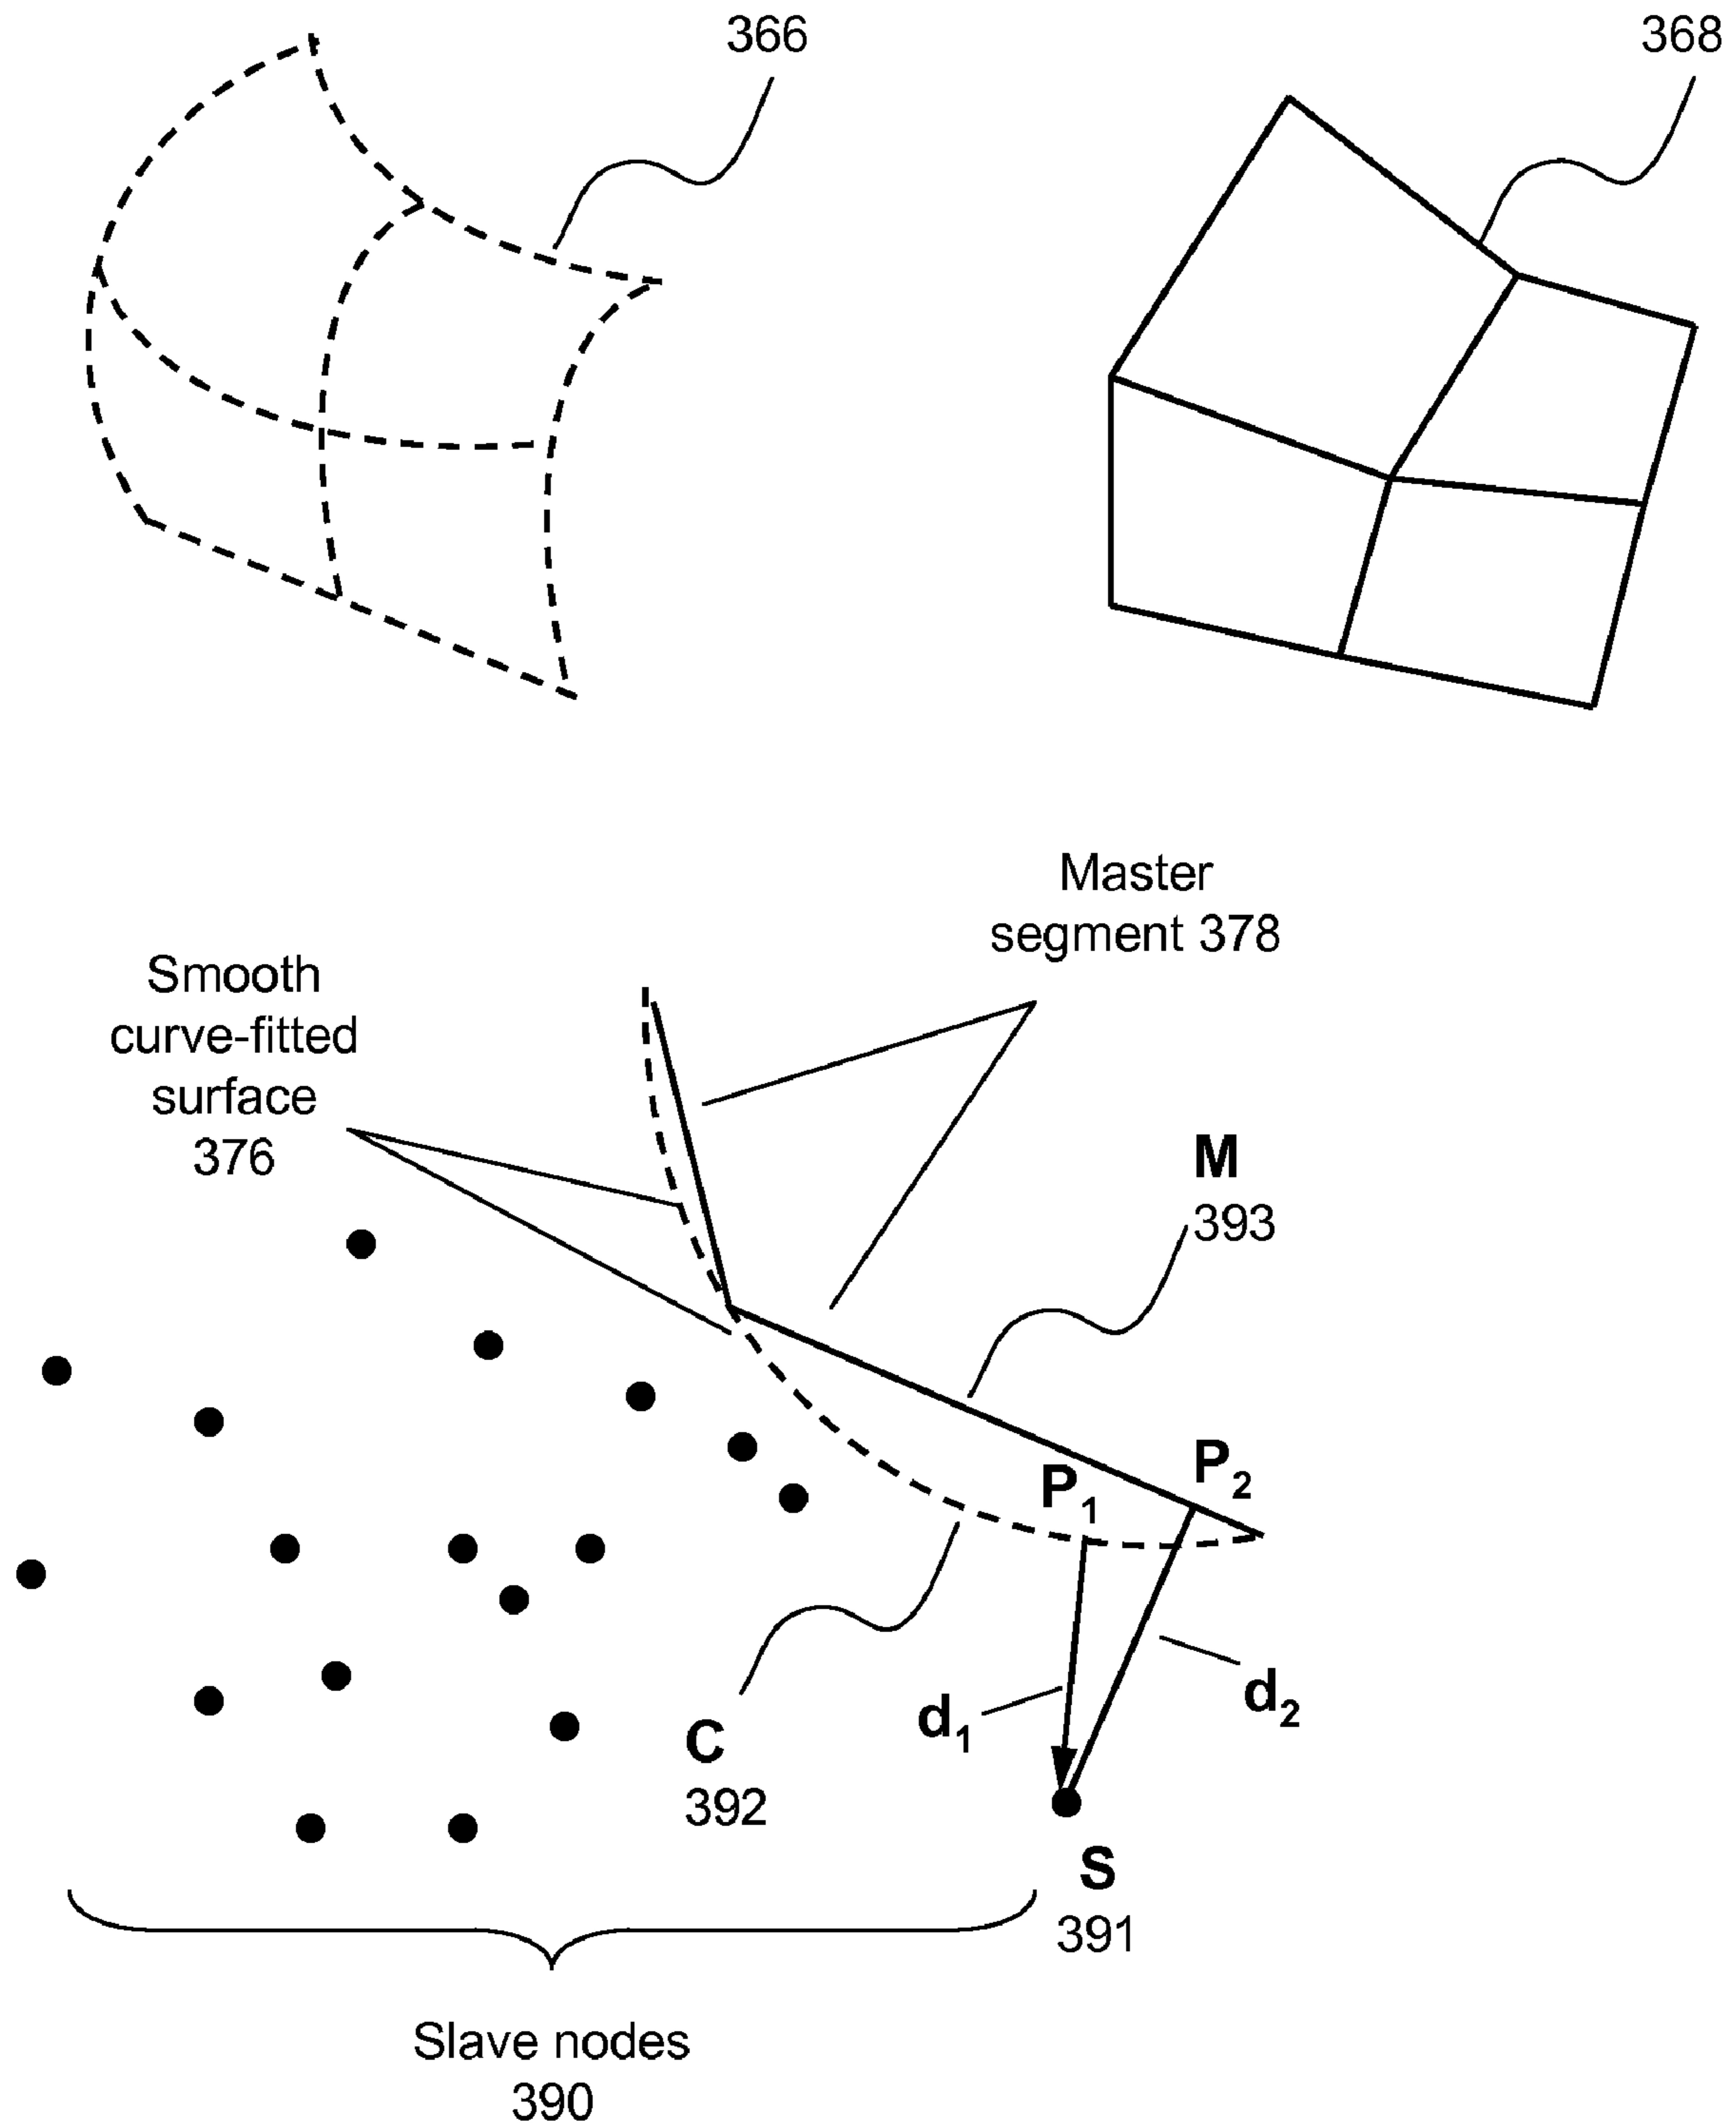 366
368
Master
segment 378
Smooth
curve-fitted
surface
376
M
393
P2
P1
d2
d1
C
392
S
391
Slave nodes
390